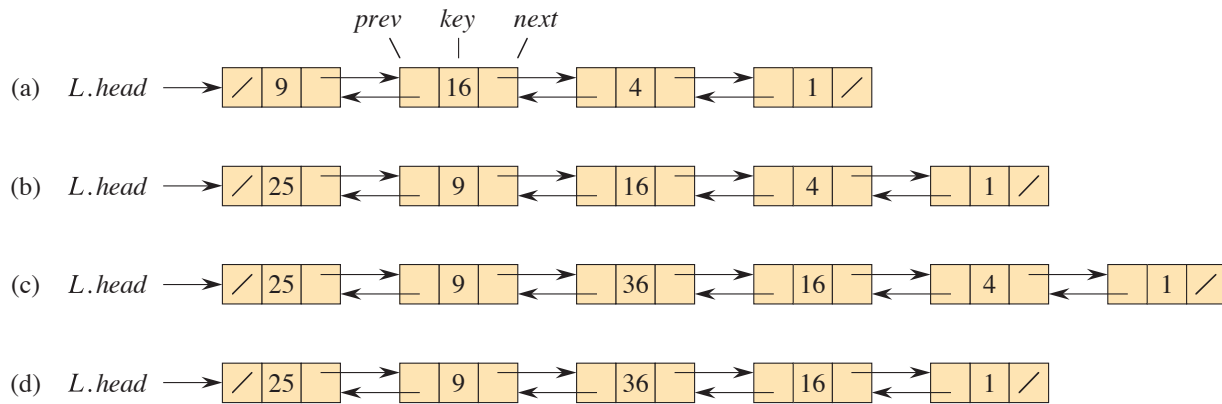 prev key next
(a) L.head / 9 16 4 1 /
(b) L.head / 25 9 16 4 1 /
(c) L.head / 25 9 36 16 4 1 /
(d) L.head / 25 9 36 16 1 /